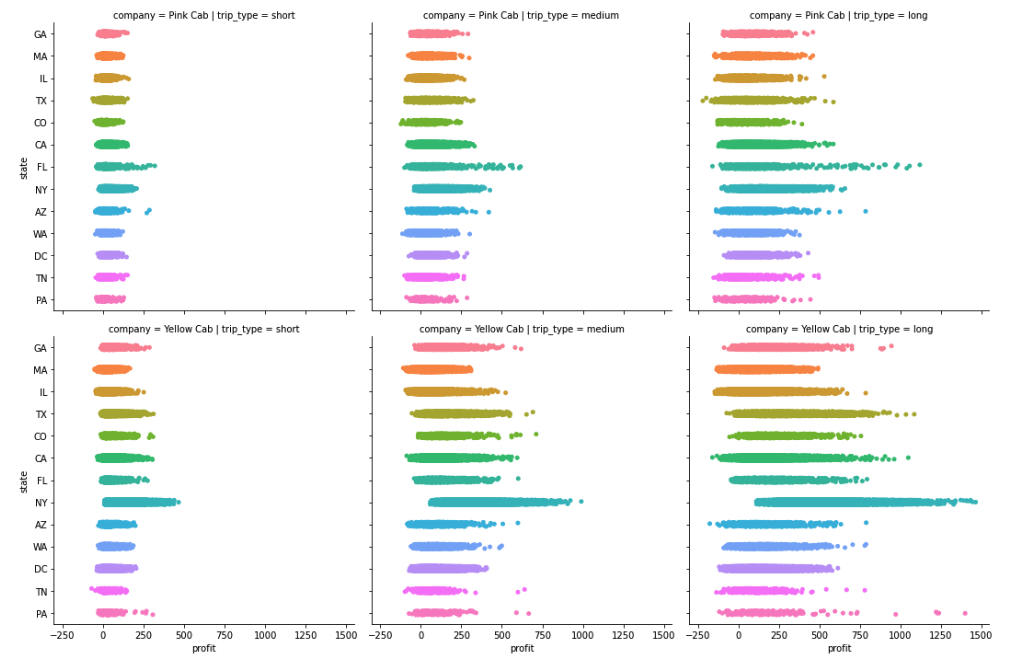 company = Pink Cab | trip_type = short
company = Pink Cab | trip_type = medium
company = Pink Cab | trip_type = long
GA
MA
IL
TX
CO
CA
FL
NY
AZ
WA
DC
TN
PA
state
company = Yellow Cab | trip_type = short
company = Yellow Cab | trip_type = medium
company = Yellow Cab | trip_type = long
GA
MA
IL
TX
CO
CA
FL
NY
AZ
WA
DC
TN
PA
state
−250 0 250 500 750 1000 1250 1500
−250 0 250 500 750 1000 1250 1500
−250 0 250 500 750 1000 1250 1500
profit
profit
profit